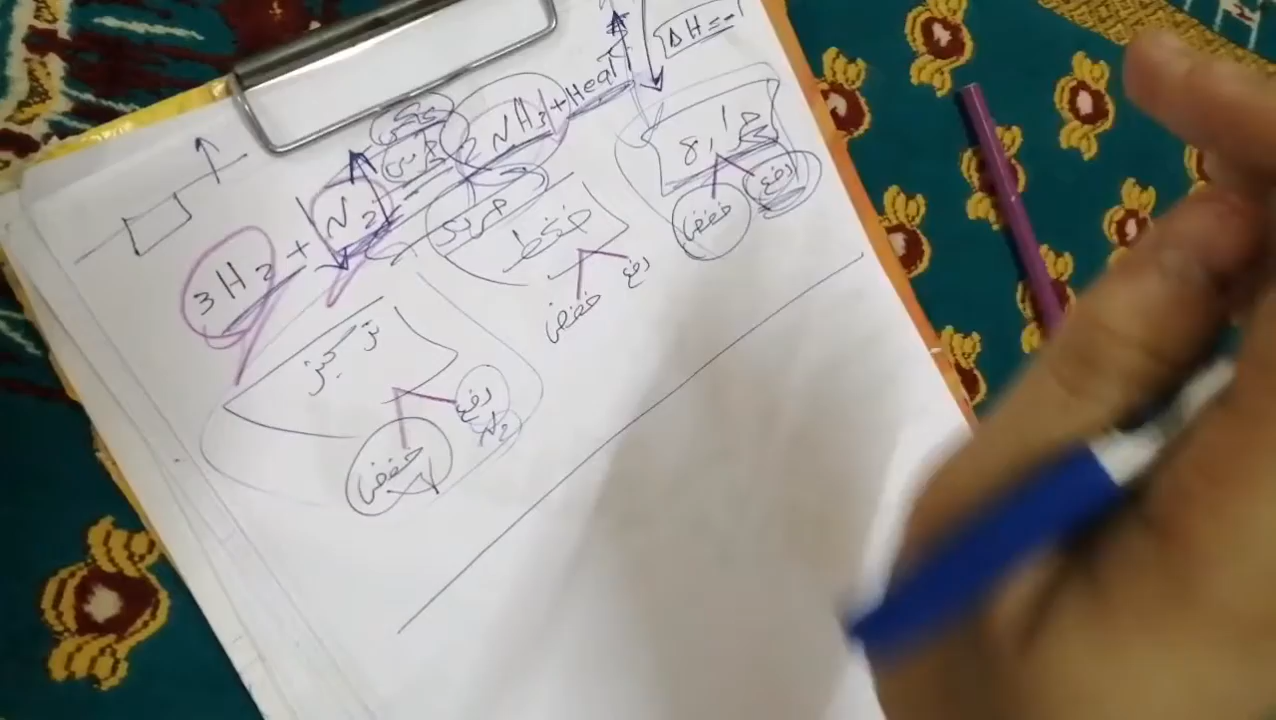 ΔH = -
3H2 + N2 2NH3 + Heat
حرارة
رفع
خفض
ضغط
رفع
خفض
تركيز
رفع
N2
خفض